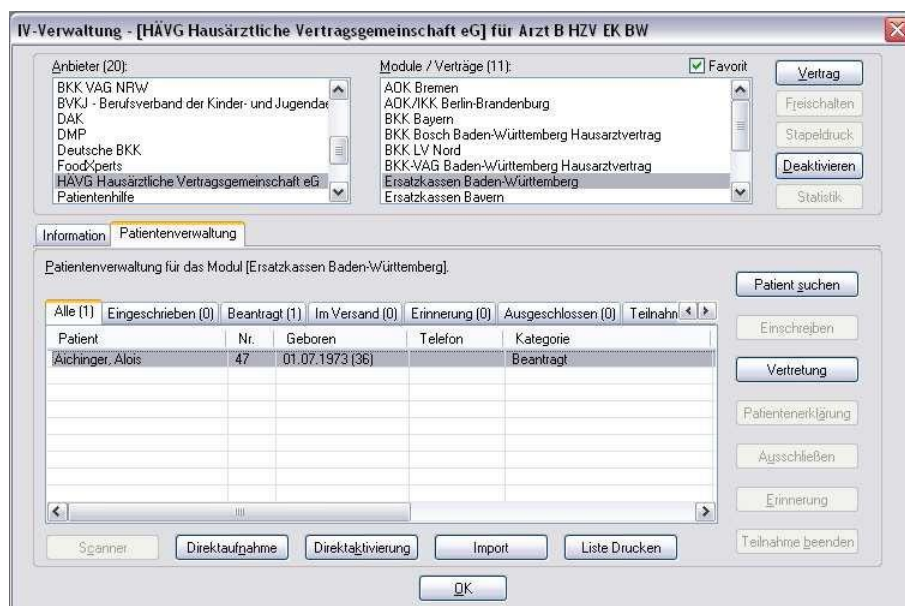 IV-Verwaltung - [HÄVG Hausärztliche Vertragsgemeinschaft eG] für Arzt B HZV EK BW
Anbieter (20):
BKK VAG NRW
BVKJ - Berufsverband der Kinder- und Jugendae
DAK
DMP
Deutsche BKK
FoodXperts
HÄVG Hausärztliche Vertragsgemeinschaft eG
Patientenhilfe
Module / Verträge (11):
Favorit
AOK Bremen
AOK/IKK Berlin-Brandenburg
BKK Bayern
BKK Bosch Baden-Württemberg Hausarztvertrag
BKK LV Nord
BKK-VAG Baden-Württemberg Hausarztvertrag
Ersatzkassen Baden-Württemberg
Ersatzkassen Bayern
Vertrag
Freischalten
Stapeldruck
Deaktivieren
Statistik
Information Patientenverwaltung
Patientenverwaltung für das Modul [Ersatzkassen Baden-Württemberg].
Alle (1) Eingeschrieben (0) Beantragt (1) Im Versand (0) Erinnerung (0) Ausgeschlossen (0) Teilnahm
Patient Nr. Geboren Telefon Kategorie
Aichinger, Alois 47 01.07.1973 (36) Beantragt
Patient suchen
Einschreiben
Vertretung
Patientenerklärung
Ausschließen
Erinnerung
Teilnahme beenden
Scanner Direktaufnahme Direktaktivierung Import Liste Drucken
OK